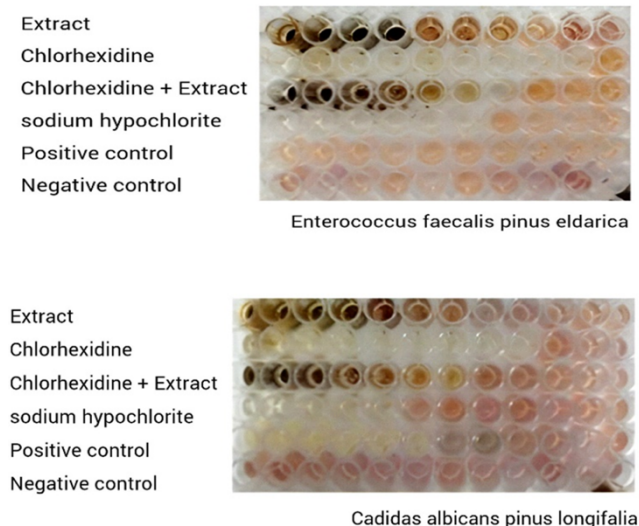 Extract
Chlorhexidine
Chlorhexidine + Extract
sodium hypochlorite
Positive control
Negative control
Enterococcus faecalis pinus eldarica
Extract
Chlorhexidine
Chlorhexidine + Extract
sodium hypochlorite
Positive control
Negative control
Cadidas albicans pinus longifalia